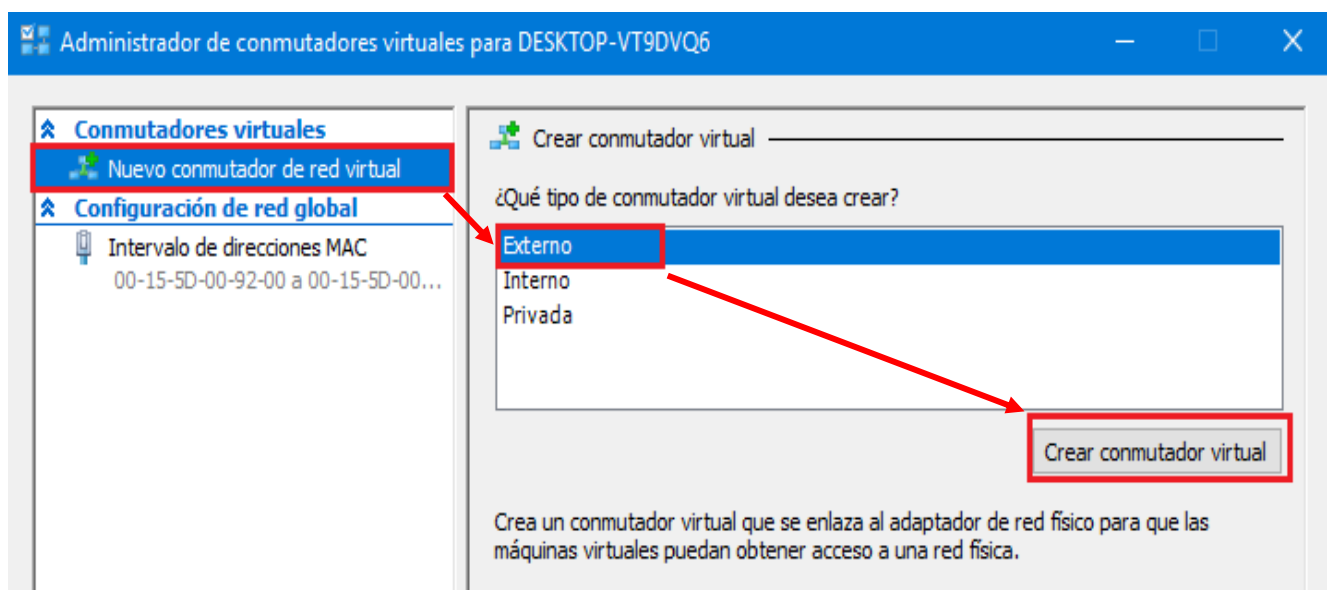 Administrador de conmutadores virtuales para DESKTOP-VT9DVQ6
Conmutadores virtuales
Nuevo conmutador de red virtual
Configuración de red global
Intervalo de direcciones MAC
00-15-5D-00-92-00 a 00-15-5D-00...
Crear conmutador virtual
¿Qué tipo de conmutador virtual desea crear?
Externo
Interno
Privada
Crear conmutador virtual
Crea un conmutador virtual que se enlaza al adaptador de red físico para que las
máquinas virtuales puedan obtener acceso a una red física.